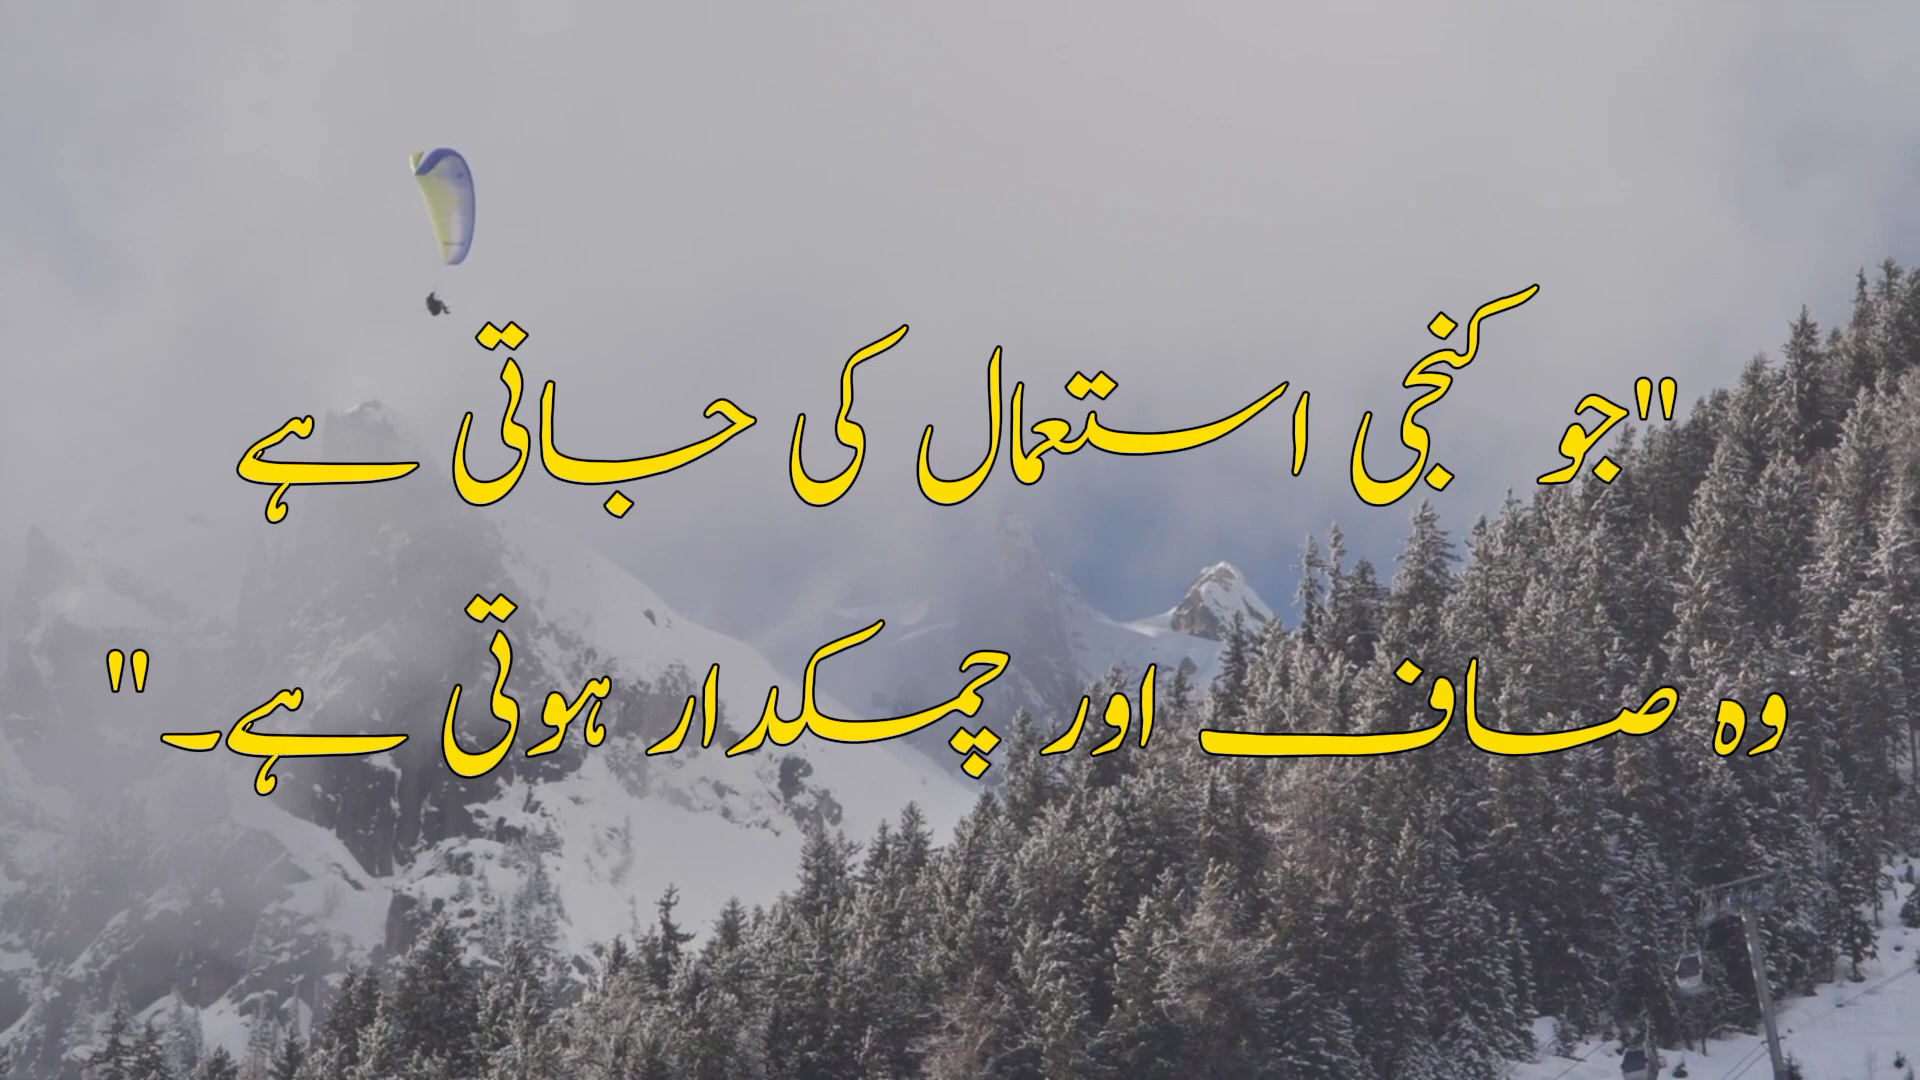 "جو کنجی استعمال کی جاتی ہے
وہ صاف اور چمکدار ہوتی ہے۔"